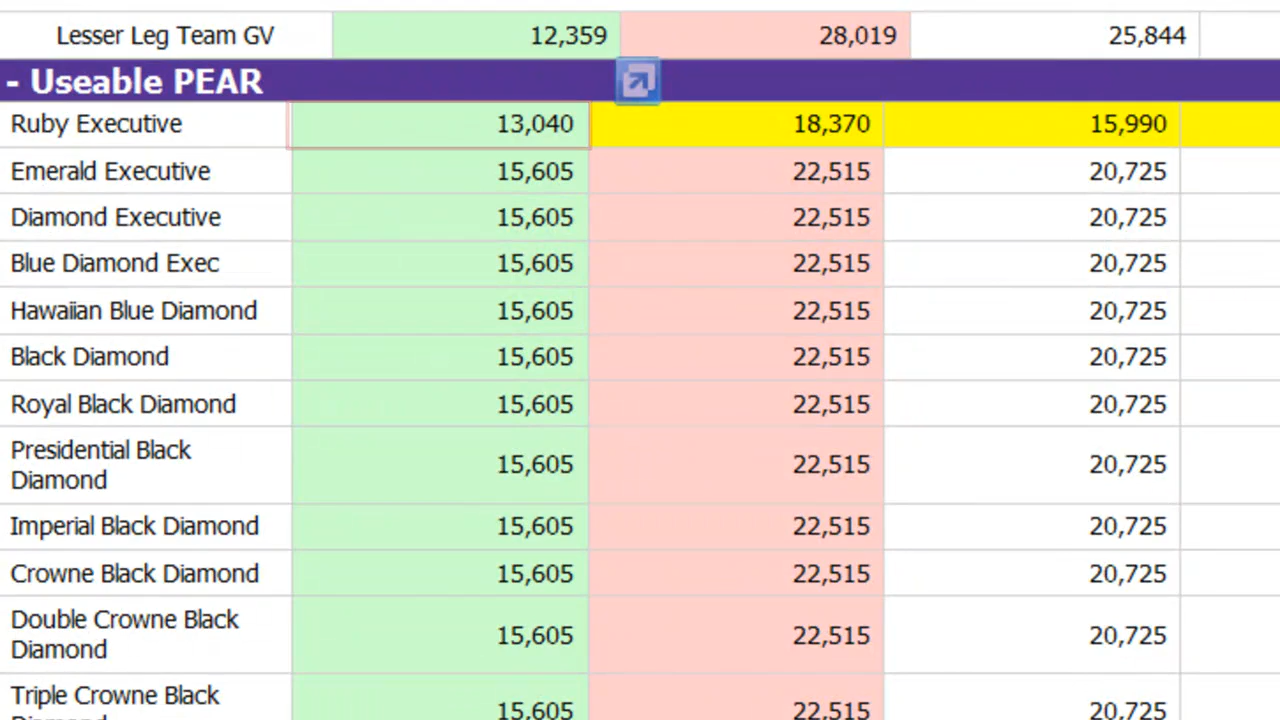 Lesser Leg Team GV 12,359 28,019 25,844
- Useable PEAR
Ruby Executive 13,040 18,370 15,990
Emerald Executive 15,605 22,515 20,725
Diamond Executive 15,605 22,515 20,725
Blue Diamond Exec 15,605 22,515 20,725
Hawaiian Blue Diamond 15,605 22,515 20,725
Black Diamond 15,605 22,515 20,725
Royal Black Diamond 15,605 22,515 20,725
Presidential Black
Diamond 15,605 22,515 20,725
Imperial Black Diamond 15,605 22,515 20,725
Crowne Black Diamond 15,605 22,515 20,725
Double Crowne Black
Diamond 15,605 22,515 20,725
Triple Crowne Black
15,605 22,515 20,725